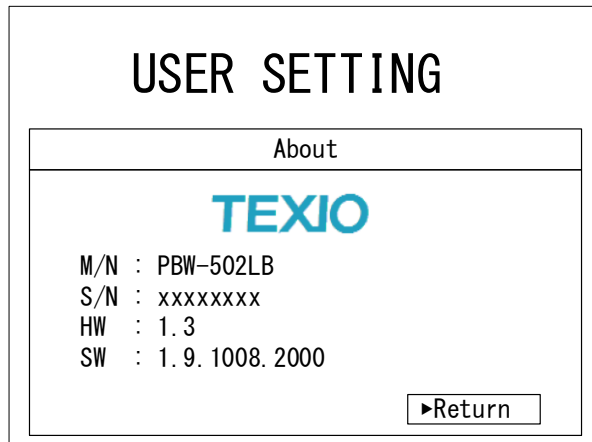 USER SETTING
About
TEXIO
M/N : PBW-502LB
S/N : xxxxxxxx
HW : 1.3
SW : 1.9.1008.2000
►Return